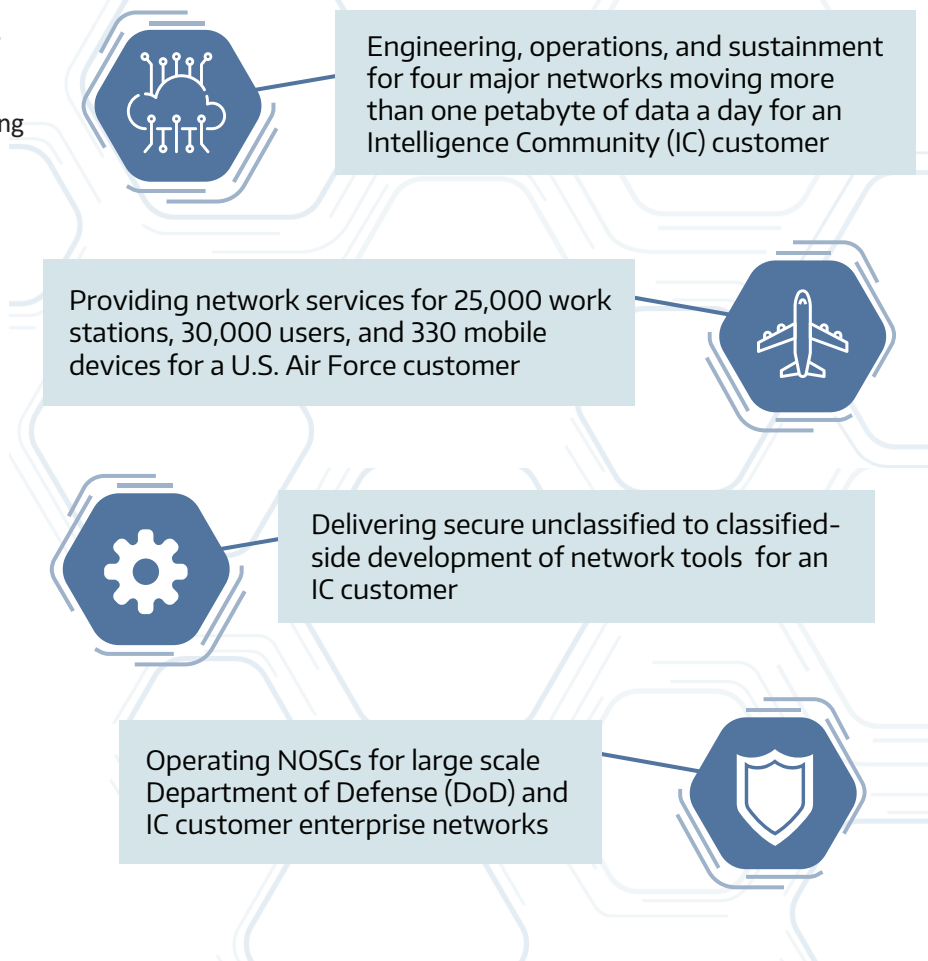 Engineering, operations, and sustainment
for four major networks moving more
than one petabyte of data a day for an
Intelligence Community (IC) customer
Providing network services for 25,000 work
stations, 30,000 users, and 330 mobile
devices for a U.S. Air Force customer
Delivering secure unclassified to classified-
side development of network tools  for an
IC customer
Operating NOSCs for large scale
Department of Defense (DoD) and
IC customer enterprise networks